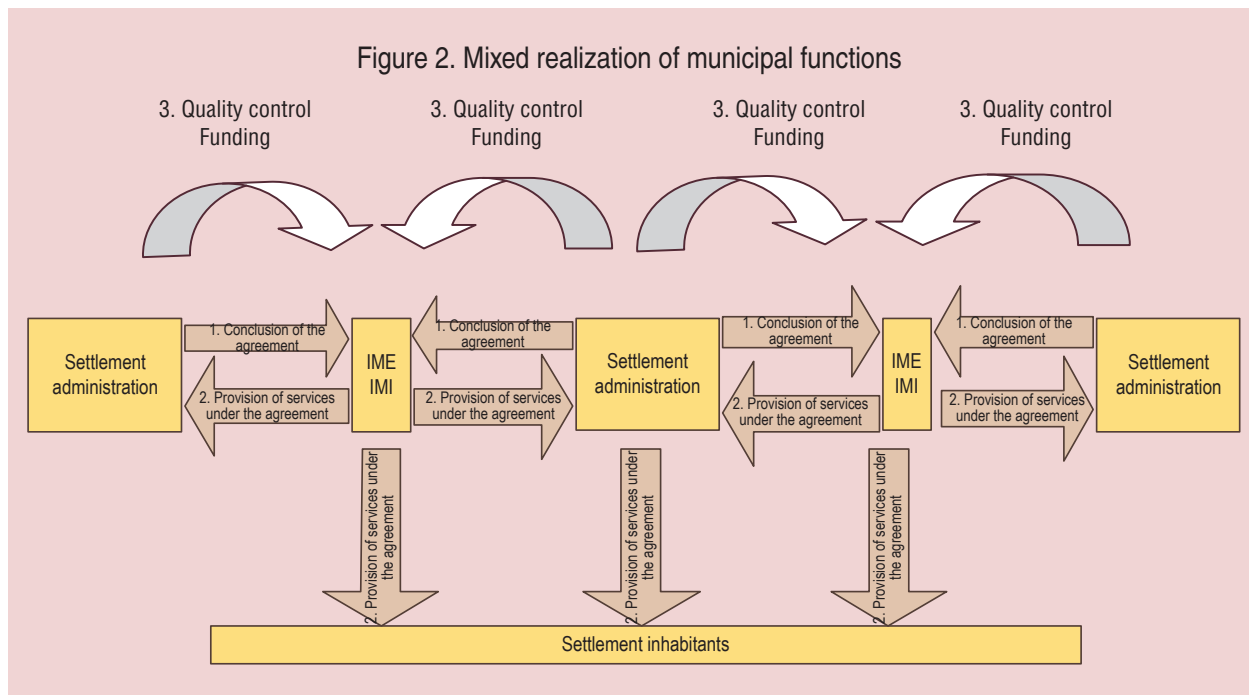 Figure 2. Mixed realization of municipal functions
3. Quality control
Funding
3. Quality control
Funding
3. Quality control
Funding
3. Quality control
Funding
Settlement
administration
1. Conclusion of the
agreement
2. Provision of services
under the agreement
IME
IMI
1. Conclusion of the
agreement
2. Provision of services
under the agreement
Settlement
administration
1. Conclusion of the
agreement
2. Provision of services
under the agreement
IME
IMI
1. Conclusion of the
agreement
2. Provision of services
under the agreement
Settlement
administration
2. Provision of services under
the agreement
2. Provision of services under
the agreement
2. Provision of services under
the agreement
Settlement inhabitants